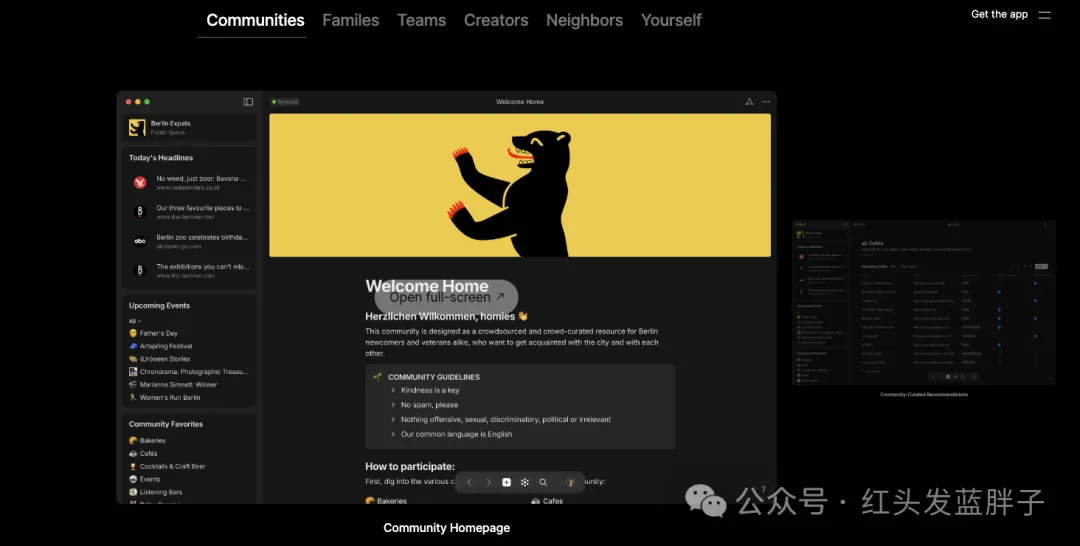 Communities Familes Teams Creators Neighbors Yourself
Get the app
Synced
Welcome Home
Berlin Expats
Public Space
Today's Headlines
No weed, just beer: Bavaria ...
www.independent.co.uk
Our three favourite places to ...
www.the-berliner.com
Berlin zoo celebrates birthda...
abcnews.go.com
The exhibitions you can't mis...
www.the-berliner.com
Upcoming Events
All
Father's Day
Artspring Festival
(Un)seen Stories
Chronorama: Photographic Treasu...
Marianna Simnett: Winner
Women's Run Berlin
Community Favorites
Bakeries
Cafés
Cocktails & Craft Beer
Events
Listening Bars
Welcome Home
Open full-screen ↗
Herzlichen Wilkommen, homies 👋
This community is designed as a crowdsourced and crowd-curated resource for Berlin
newcomers and veterans alike, who want to get acquainted with the city and with each
other.
COMMUNITY GUIDELINES
Kindness is a key
No spam, please
Nothing offensive, sexual, discriminatory, political or irrelevant
Our common language is English
How to participate:
First, dig into the various c
munity:
Bakeries
Cafes
?
Community Homepage
Cafés
Community-Curated Recommendations
公众号 · 红头发蓝胖子